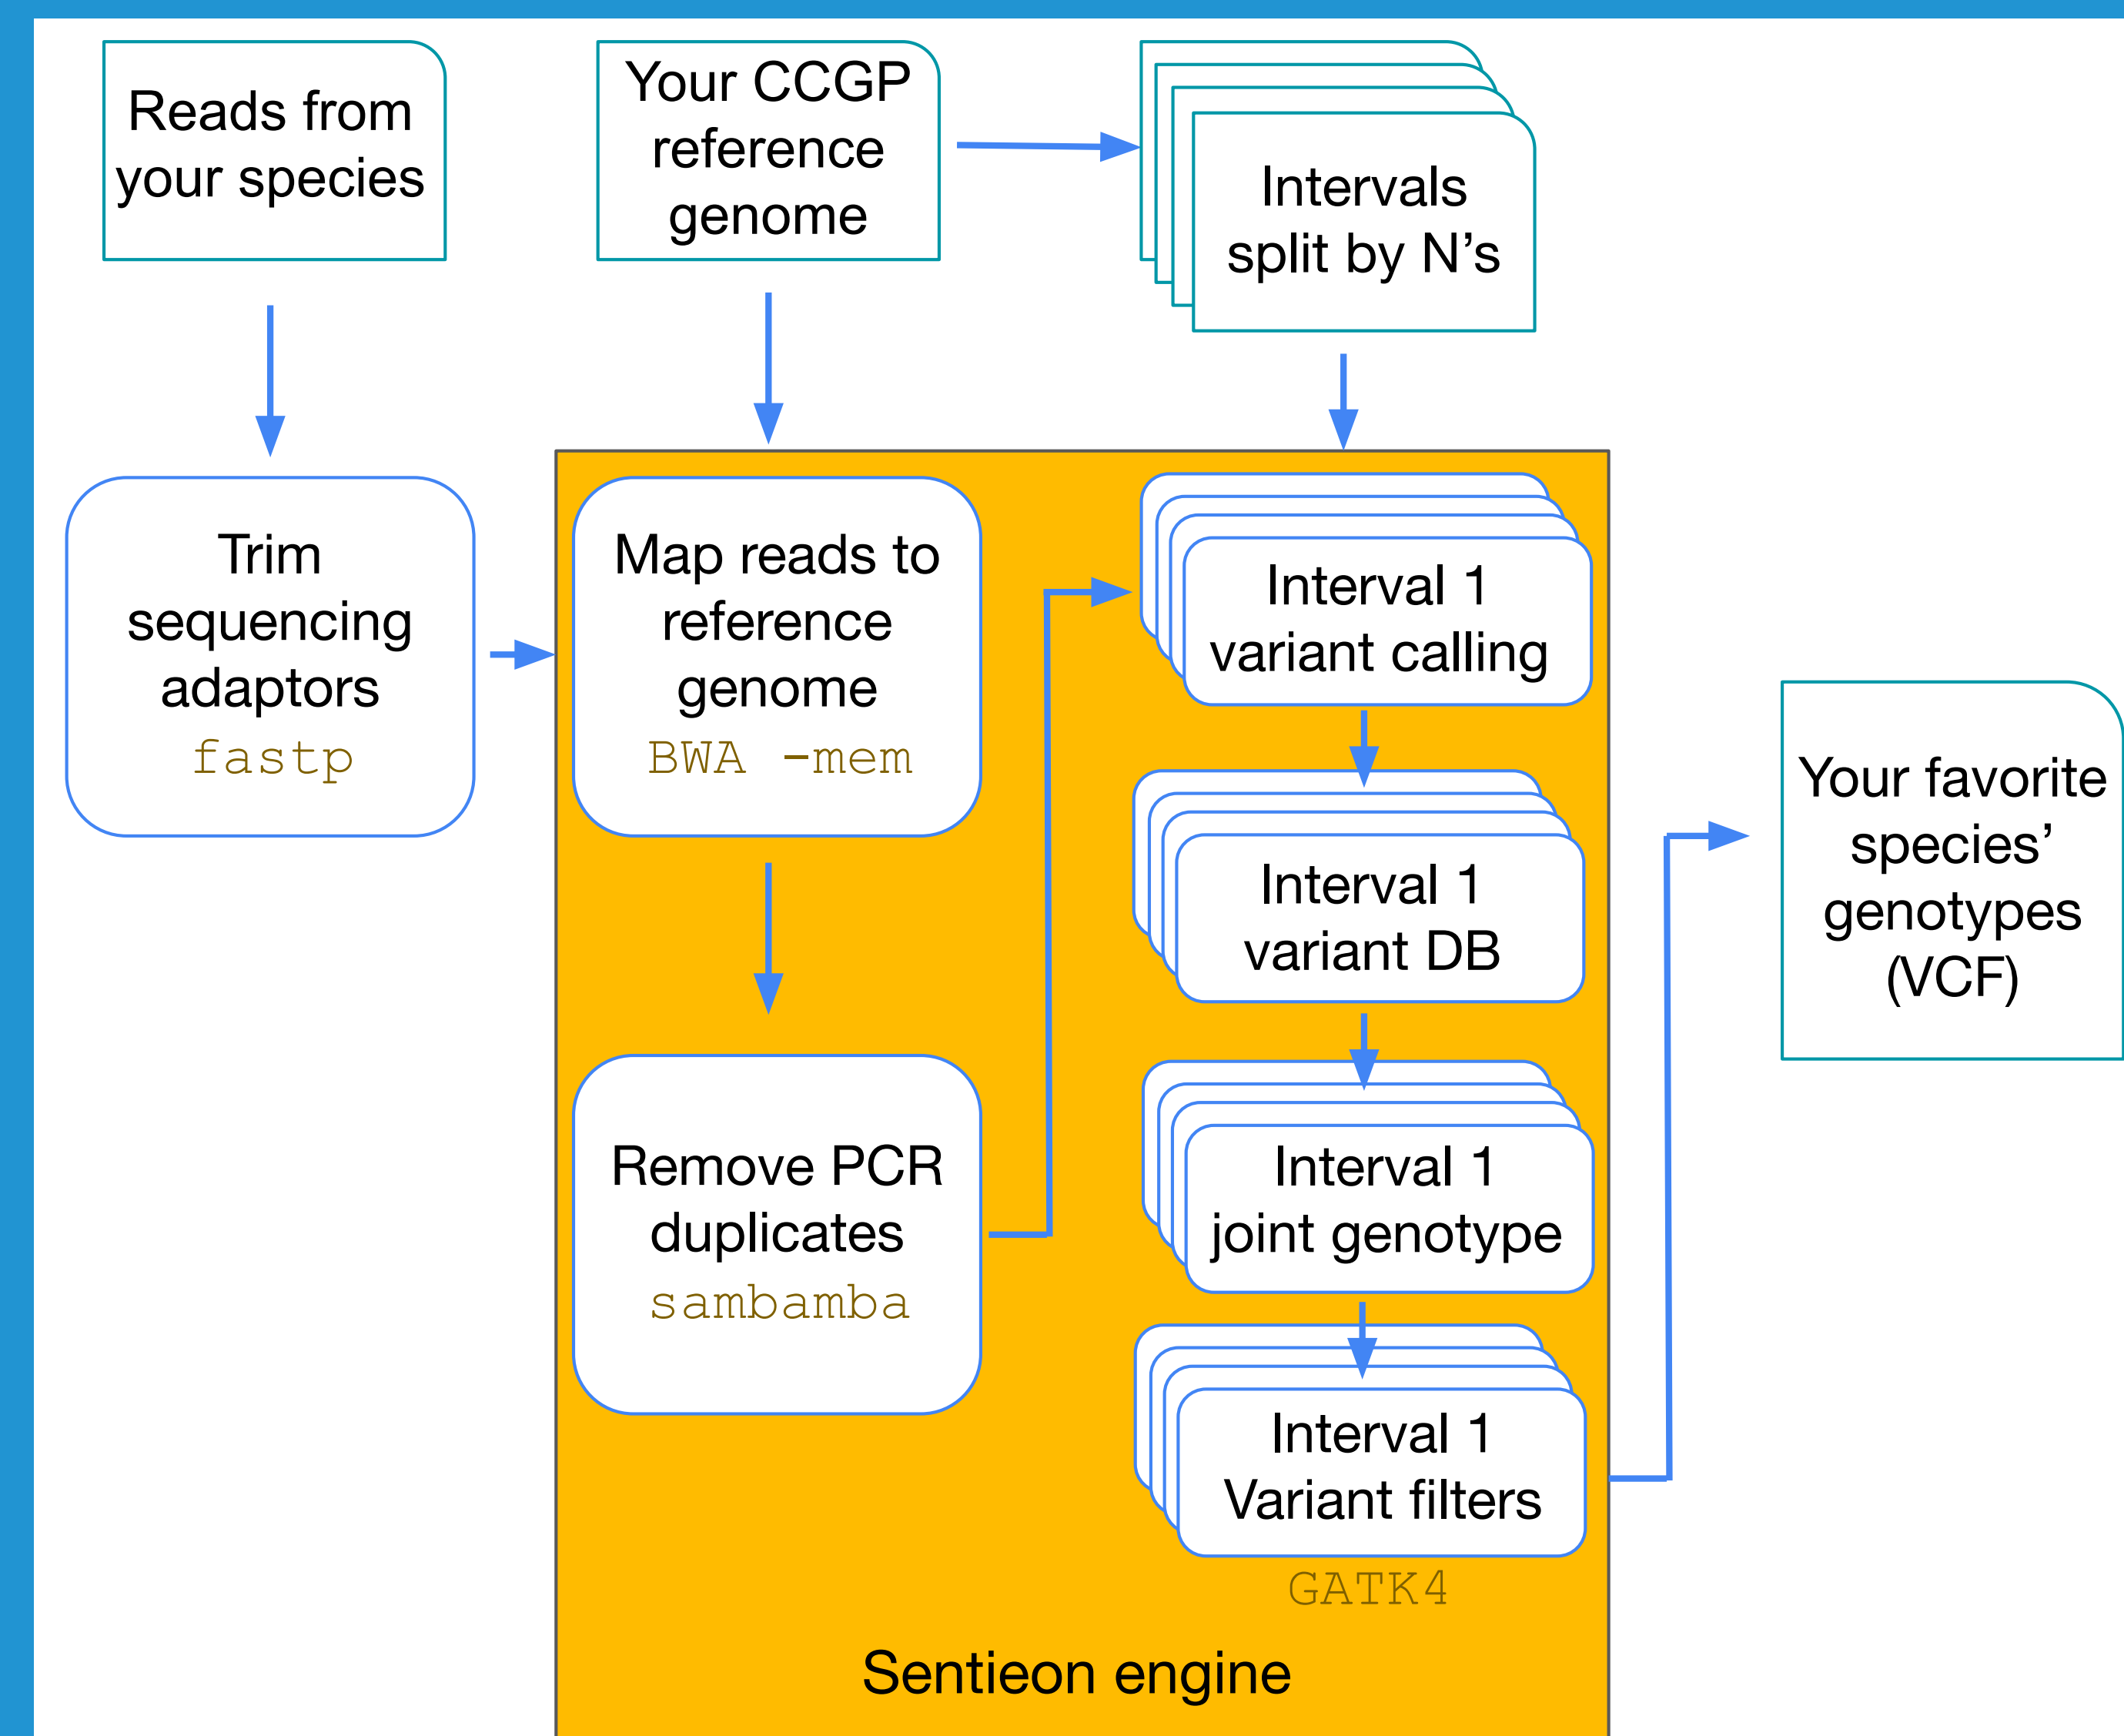 Reads from
your species
Your CCGP
reference
genome
Intervals
split by N's
Trim
sequencing
adaptors
fastp
Map reads to
reference
genome
BWA -mem
Remove PCR
duplicates
sambamba
Interval 1
variant calling
Interval 1
variant DB
Interval 1
joint genotype
Interval 1
Variant filters
GATK4
Sentieon engine
Your favorite
species’
genotypes
(VCF)